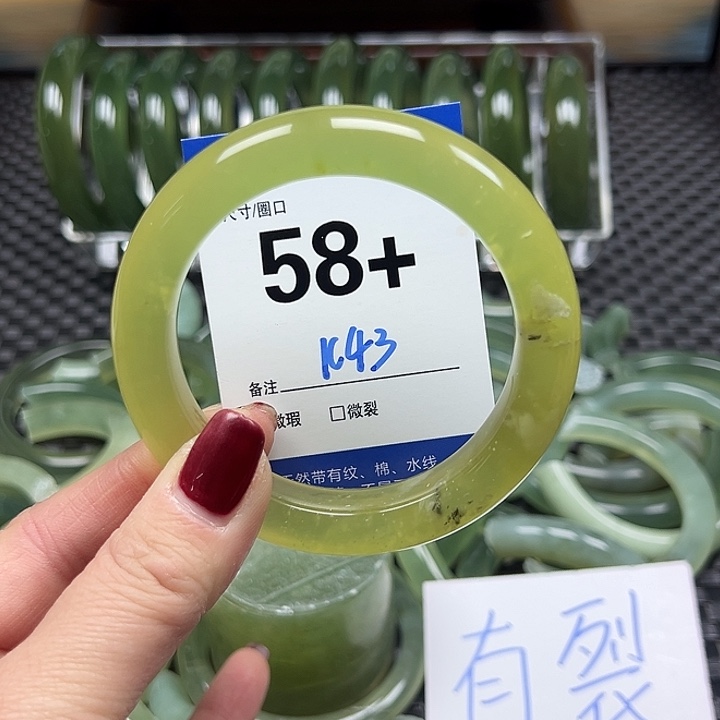 寸/圈口
58+
K43
备注
微瑕 □微裂
天然带有纹、棉、水线
有裂